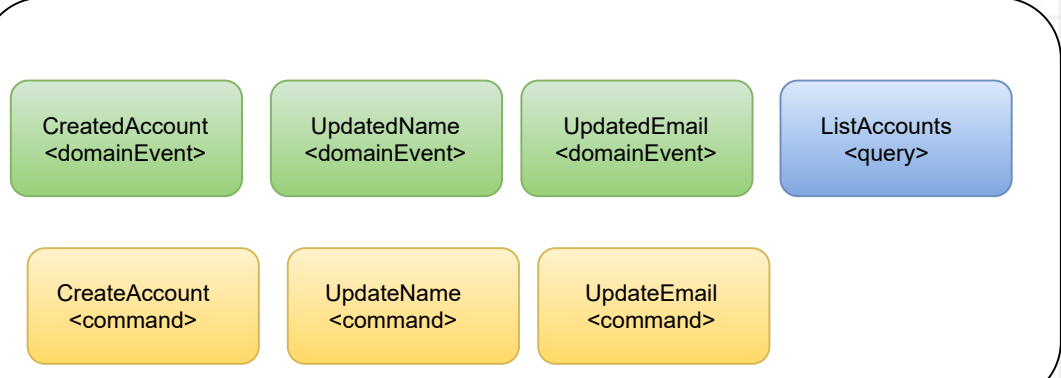 CreatedAccount
<domainEvent>
UpdatedName
<domainEvent>
UpdatedEmail
<domainEvent>
ListAccounts
<query>
CreateAccount
<command>
UpdateName
<command>
UpdateEmail
<command>